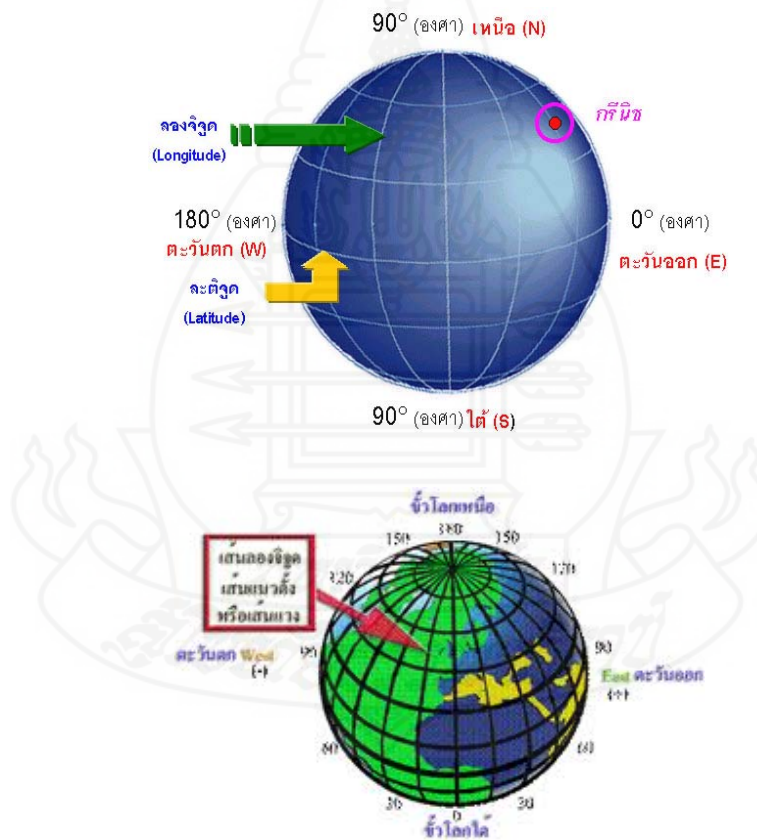 90° (องศา) เหนือ (N)
กรีนิช
ลองจิจูด
(Longitude)
180° (องศา)
ตะวันตก (W)
0° (องศา)
ตะวันออก (E)
ละติจูด
(Latitude)
90° (องศา) ใต้ (S)
ขั้วโลกเหนือ
150 180 150
เส้นลองจิจูด
เส้นแนวตั้ง
หรือเส้นแวง
120 120
ตะวันตก West 90
(-)
90
East ตะวันออก
(+)
60 60
30 0 30
ขั้วโลกใต้